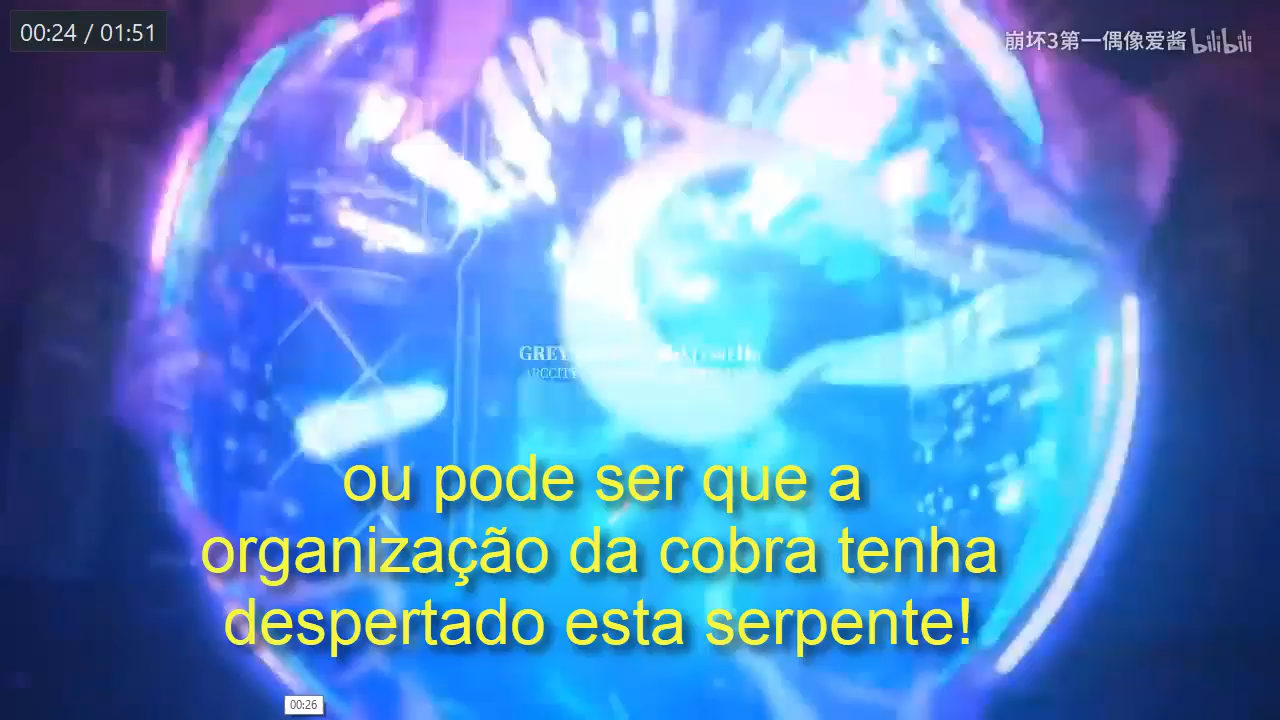 00:24 / 01:51
崩坏3第一偶像爱酱 bilibili
ou pode ser que a
organização da cobra tenha
despertado esta serpente!
00:26